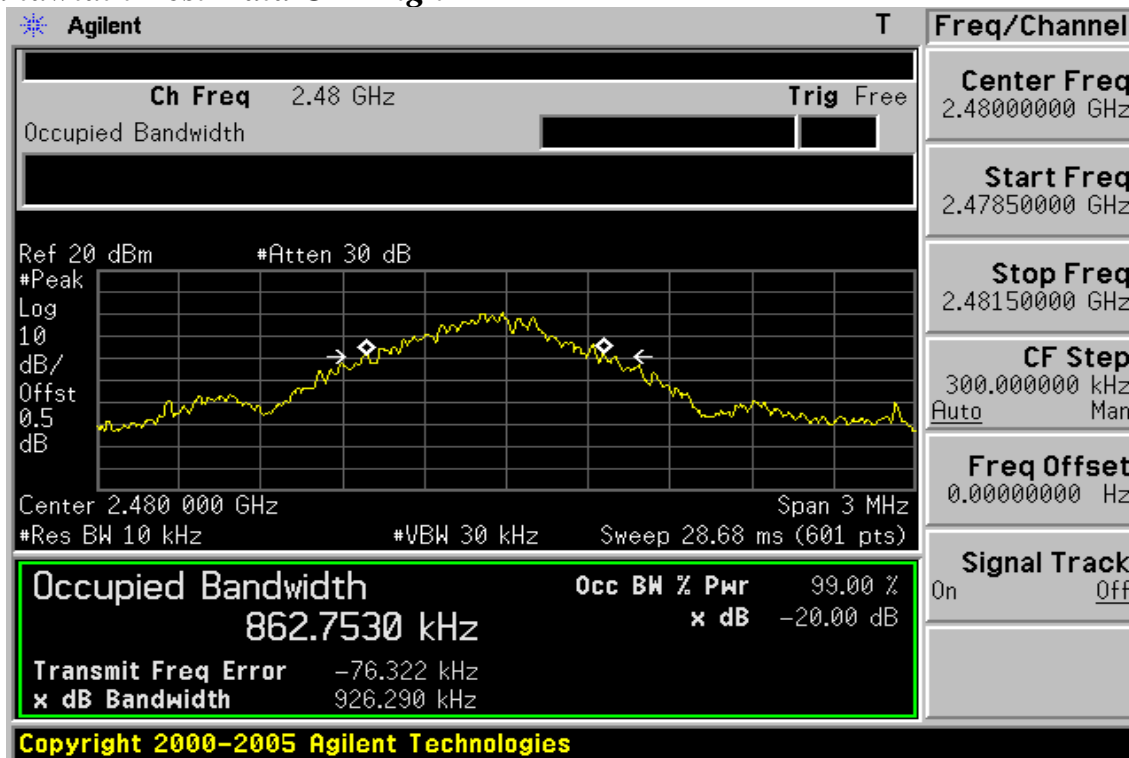 Agilent T
Ch Freq 2.48 GHz Trig Free
Occupied Bandwidth
Ref 20 dBm #Atten 30 dB
#Peak
Log
10
dB/
Offst
0.5
dB
Center 2.480 000 GHz Span 3 MHz
#Res BW 10 kHz #VBW 30 kHz Sweep 28.68 ms (601 pts)
Occupied Bandwidth
862.7530 kHz
Occ BW % Pwr 99.00 %
x dB -20.00 dB
Transmit Freq Error -76.322 kHz
x dB Bandwidth 926.290 kHz
Copyright 2000-2005 Agilent Technologies
Freq/Channel
Center Freq
2.48000000 GHz
Start Freq
2.47850000 GHz
Stop Freq
2.48150000 GHz
CF Step
300.000000 kHz
Auto Man
Freq Offset
0.00000000 Hz
Signal Track
On Off